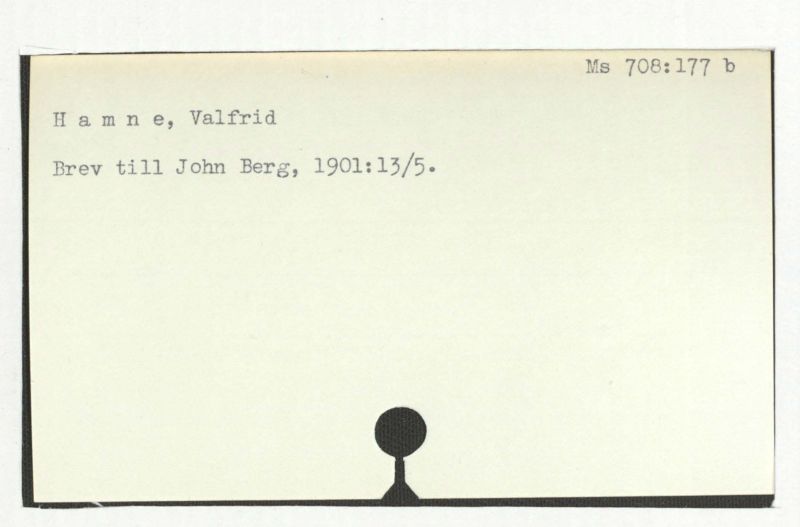 Ms 708:177 b
H a m n e, Valfrid
Brev till John Berg, 1901:13/5.